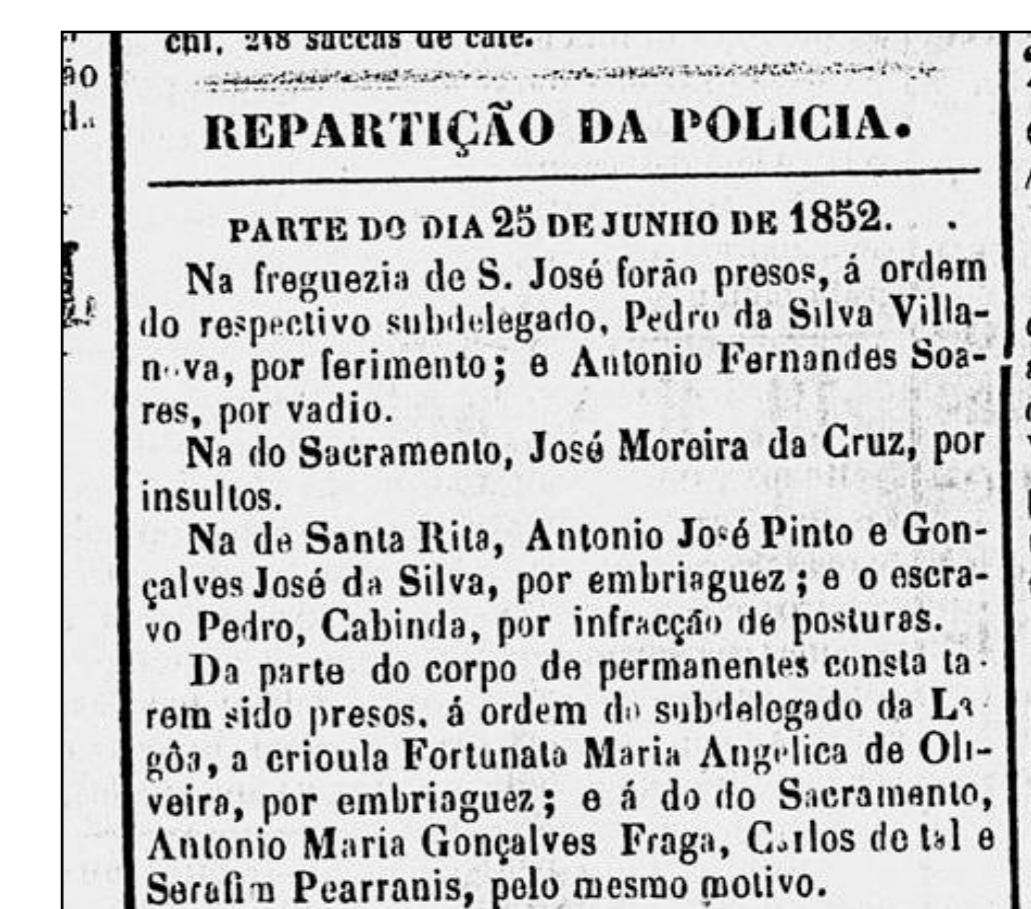 chi, 248 saccas de café.
REPARTIÇÃO DA POLICIA.
PARTE DO DIA 25 DE JUNHO DE 1852.
Na freguezia de S. José forão presos, á ordem
do respectivo subdelegado, Pedro da Silva Villa-
nova, por ferimento; e Antonio Fernandes Soa-
res, por vadio.
Na do Sacramento, José Moreira da Cruz, por
insultos.
Na de Santa Rita, Antonio José Pinto e Gon-
çalves José da Silva, por embriaguez; e o escra-
vo Pedro, Cabinda, por infracção de posturas.
Da parte do corpo de permanentes consta ta-
rem sido presos, á ordem do subdelegado da La-
gôa, a crioula Fortunata Maria Angelica de Oli-
veira, por embriaguez; e á do do Sacramento,
Antonio Maria Gonçalves Fraga, Carlos de tal e
Serafim Pearranis, pelo mesmo motivo.